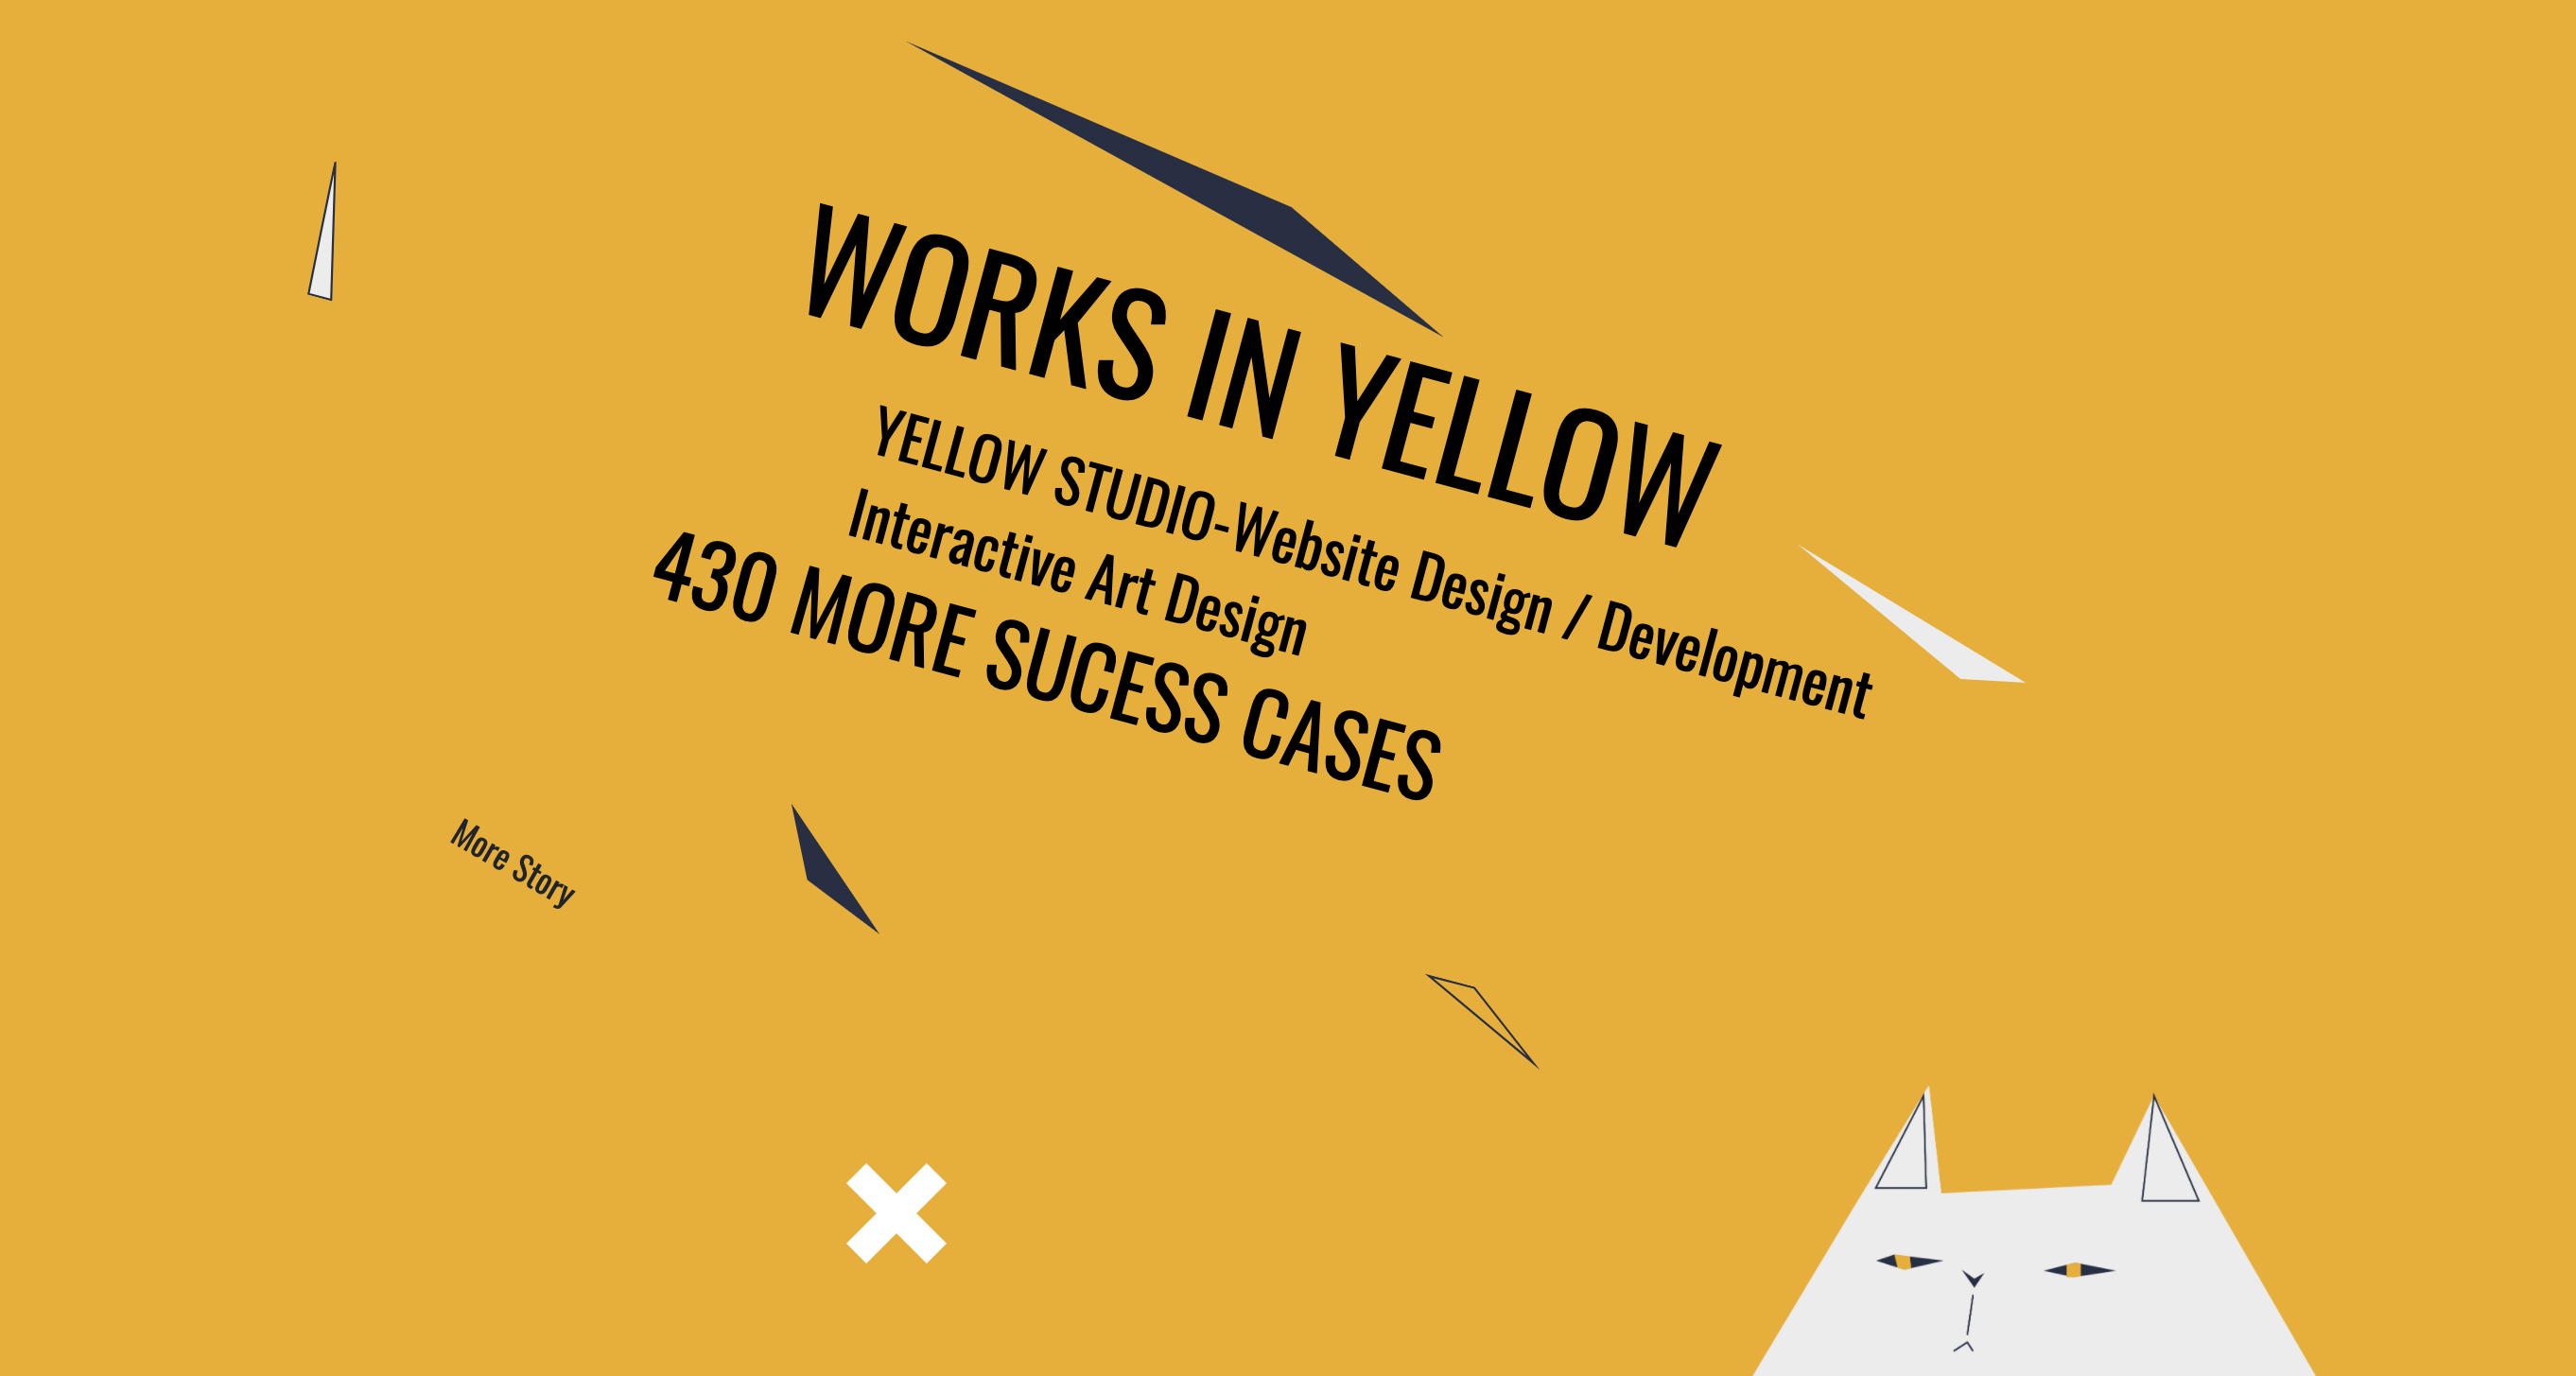 WORKS IN YELLOW
YELLOW STUDIO-Website Design / Development
Interactive Art Design
430 MORE SUCESS CASES
More Story